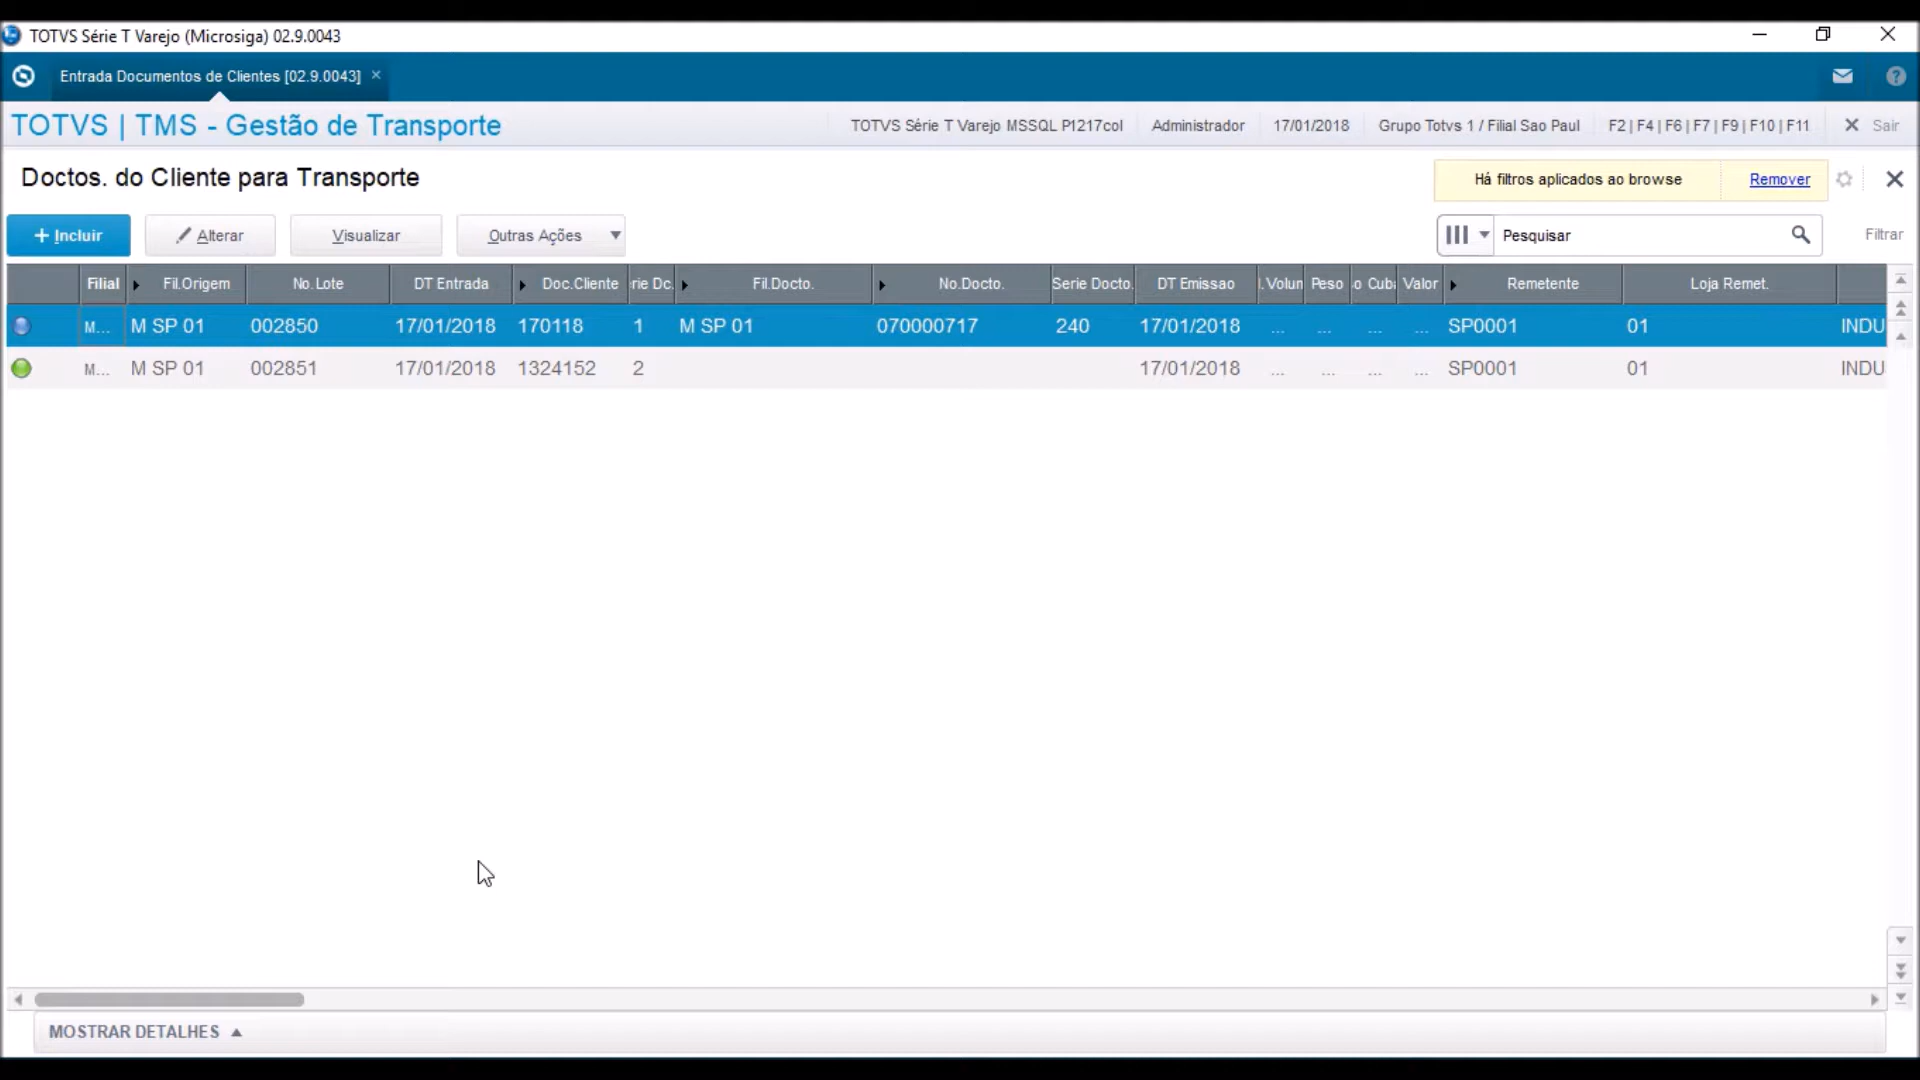 TOTVS Série T Varejo (Microsiga) 02.9.0043
Entrada Documentos de Clientes [02.9.0043]
TOTVS | TMS - Gestão de Transporte
TOTVS Série T Varejo MSSQL P1217col
Administrador
17/01/2018
Grupo Totvs 1 / Filial Sao Paul
F2 | F4 | F6 | F7 | F9 | F10 | F11
Sair
Doctos. do Cliente para Transporte
Há filtros aplicados ao browse
Remover
+ Incluir
Alterar
Visualizar
Outras Ações
Pesquisar
Filtrar
Filial Fil.Origem No.Lote DT Entrada Doc.Cliente rie Dc. Fil.Docto. No.Docto. Serie Docto. DT Emissao .Volun Peso o Cub Valor Remetente Loja Remet.
M... M SP 01 002850 17/01/2018 170118 1 M SP 01 070000717 240 17/01/2018 ... ... ... ... SP0001 01 INDU
M... M SP 01 002851 17/01/2018 1324152 2 17/01/2018 ... ... ... ... SP0001 01 INDU
MOSTRAR DETALHES